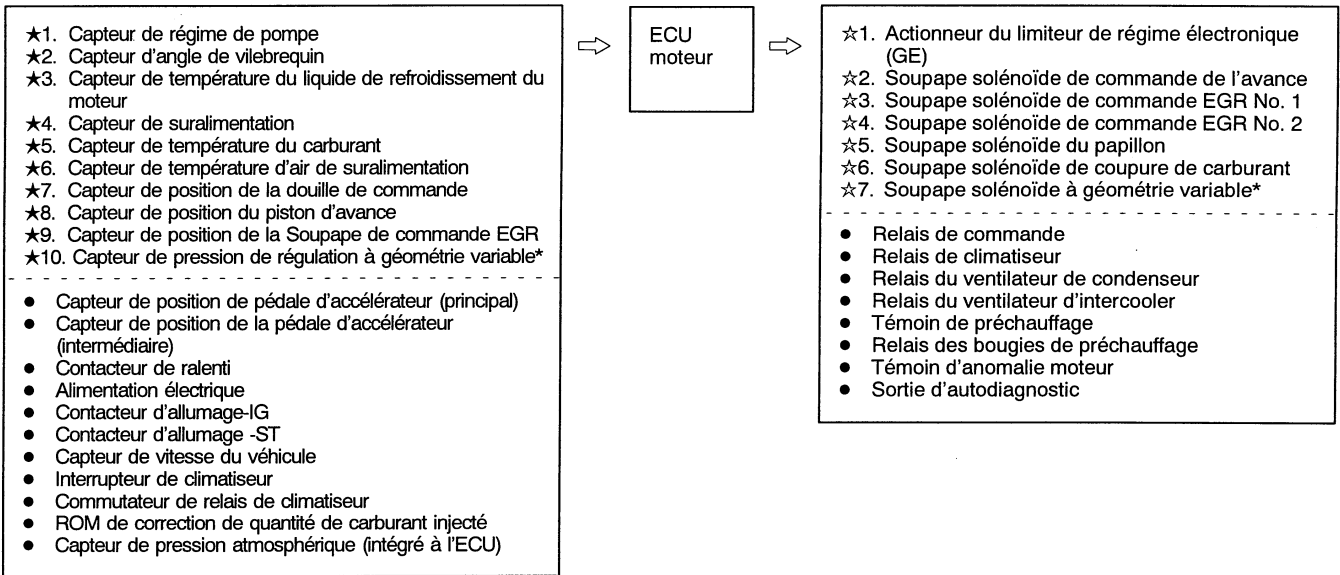 ★1. Capteur de régime de pompe
★2. Capteur d'angle de vilebrequin
★3. Capteur de température du liquide de refroidissement du
moteur
★4. Capteur de suralimentation
★5. Capteur de température du carburant
★6. Capteur de température d'air de suralimentation
★7. Capteur de position de la douille de commande
★8. Capteur de position du piston d'avance
★9. Capteur de position de la Soupape de commande EGR
★10. Capteur de pression de régulation à géométrie variable*
● Capteur de position de pédale d'accélérateur (principal)
● Capteur de position de la pédale d'accélérateur
(intermédiaire)
● Contacteur de ralenti
● Alimentation électrique
● Contacteur d'allumage-IG
● Contacteur d'allumage -ST
● Capteur de vitesse du véhicule
● Interrupteur de climatiseur
● Commutateur de relais de climatiseur
● ROM de correction de quantité de carburant injecté
● Capteur de pression atmosphérique (intégré à l'ECU)
ECU
moteur
☆1. Actionneur du limiteur de régime électronique
(GE)
☆2. Soupape solénoïde de commande de l'avance
☆3. Soupape solénoïde de commande EGR No. 1
☆4. Soupape solénoïde de commande EGR No. 2
☆5. Soupape solénoïde du papillon
☆6. Soupape solénoïde de coupure de carburant
☆7. Soupape solénoïde à géométrie variable*
● Relais de commande
● Relais de climatiseur
● Relais du ventilateur de condenseur
● Relais du ventilateur d'intercooler
● Témoin de préchauffage
● Relais des bougies de préchauffage
● Témoin d'anomalie moteur
● Sortie d'autodiagnostic